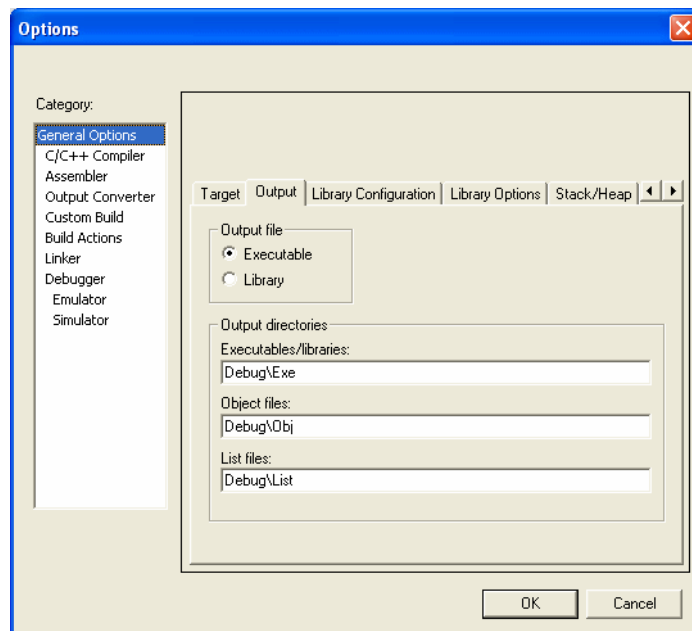 Options
Category:
General Options
C/C++ Compiler
Assembler
Output Converter
Custom Build
Build Actions
Linker
Debugger
Emulator
Simulator
Target
Output
Library Configuration
Library Options
Stack/Heap
Output file
Executable
Library
Output directories
Executables/libraries:
Debug\Exe
Object files:
Debug\Obj
List files:
Debug\List
OK
Cancel